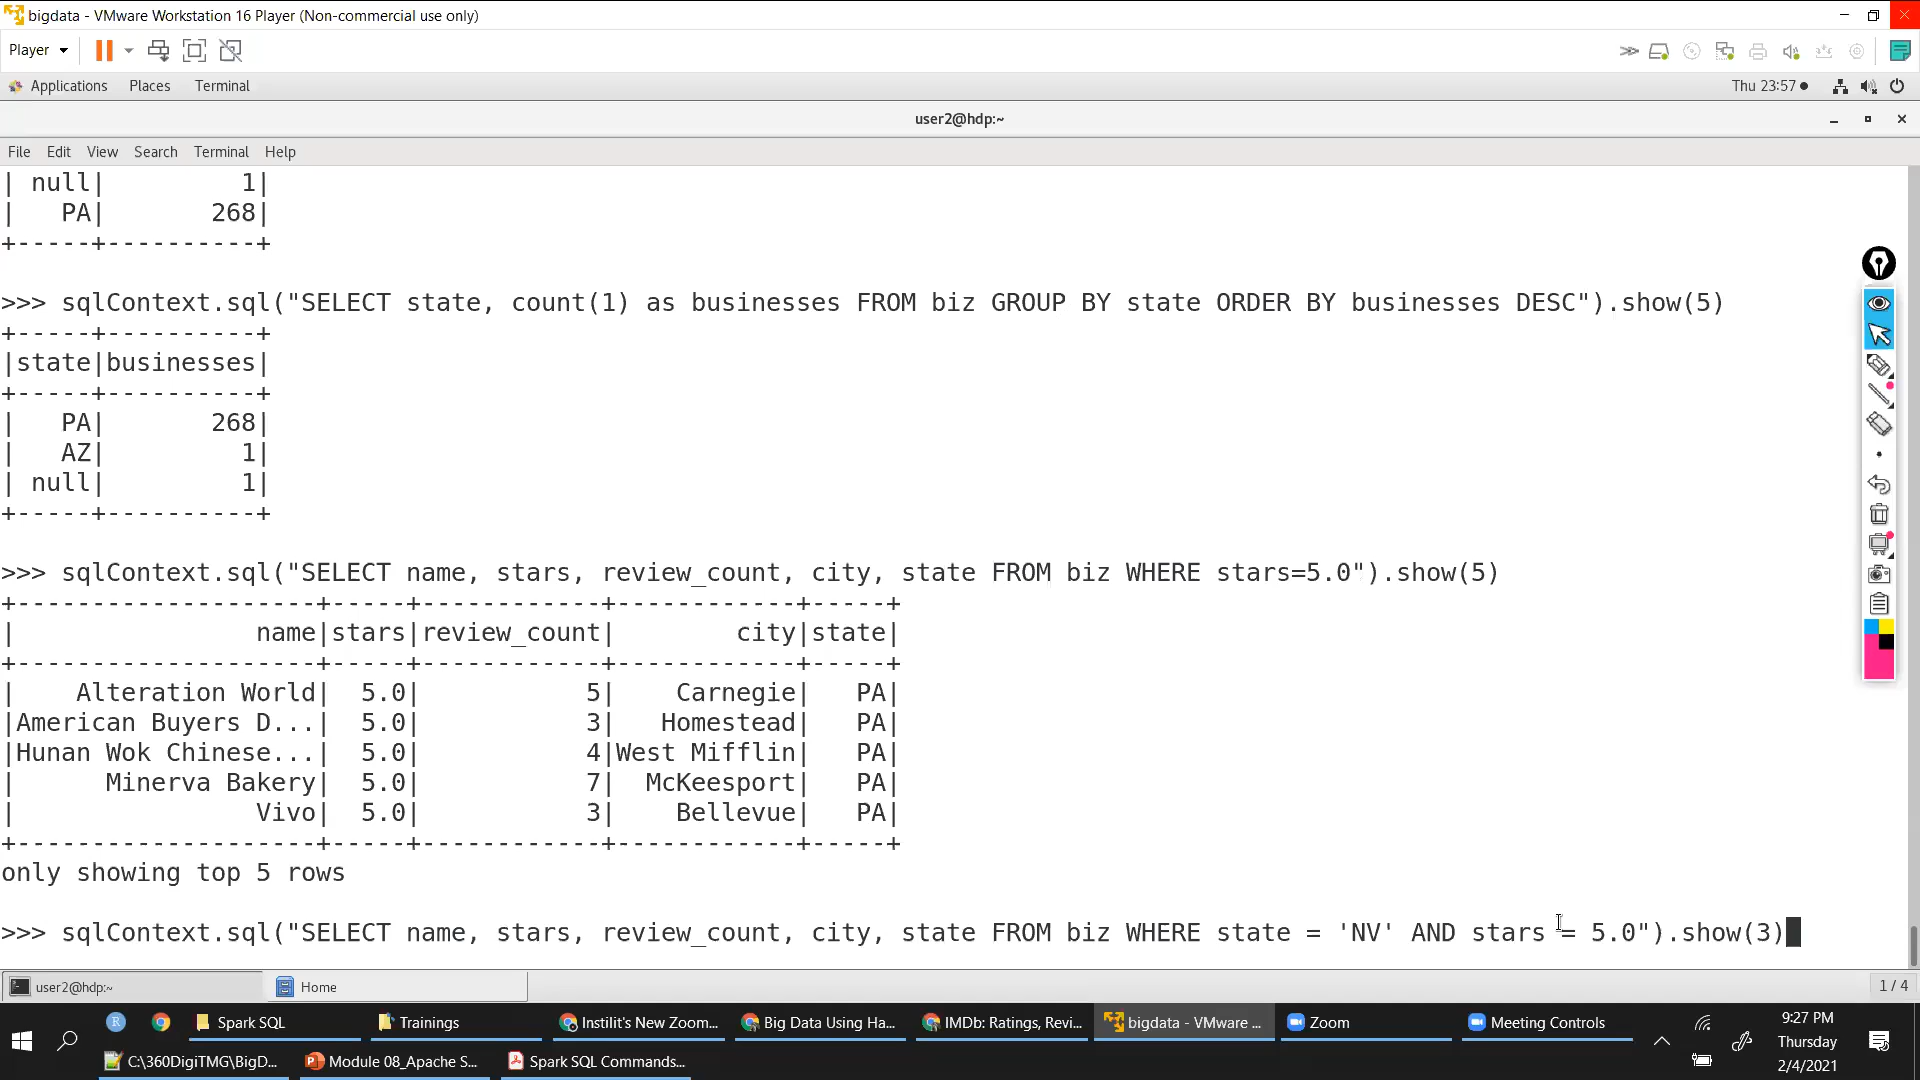 bigdata - VMware Workstation 16 Player (Non-commercial use only)
Player
Applications Places Terminal Thu 23:57
user2@hdp:~
File Edit View Search Terminal Help
| null|         1|
|   PA|       268|
+-----+----------+
>>> sqlContext.sql("SELECT state, count(1) as businesses FROM biz GROUP BY state ORDER BY businesses DESC").show(5)
+-----+----------+
|state|businesses|
+-----+----------+
|   PA|       268|
|   AZ|         1|
| null|         1|
+-----+----------+
>>> sqlContext.sql("SELECT name, stars, review_count, city, state FROM biz WHERE stars=5.0").show(5)
+--------------------+-----+------------+------------+-----+
|                name|stars|review_count|        city|state|
+--------------------+-----+------------+------------+-----+
|    Alteration World|  5.0|           5|    Carnegie|   PA|
|American Buyers D...|  5.0|           3|   Homestead|   PA|
|Hunan Wok Chinese...|  5.0|           4|West Mifflin|   PA|
|      Minerva Bakery|  5.0|           7|  McKeesport|   PA|
|                Vivo|  5.0|           3|    Bellevue|   PA|
+--------------------+-----+------------+------------+-----+
only showing top 5 rows
>>> sqlContext.sql("SELECT name, stars, review_count, city, state FROM biz WHERE state = 'NV' AND stars = 5.0").show(3)
user2@hdp:~ Home 1 / 4
Spark SQL Trainings Instilit's New Zoom... Big Data Using Ha... IMDb: Ratings, Revi... bigdata - VMware ... Zoom Meeting Controls
C:\360DigiTMG\BigD... Module 08_Apache S... Spark SQL Commands...
9:27 PM
Thursday
2/4/2021